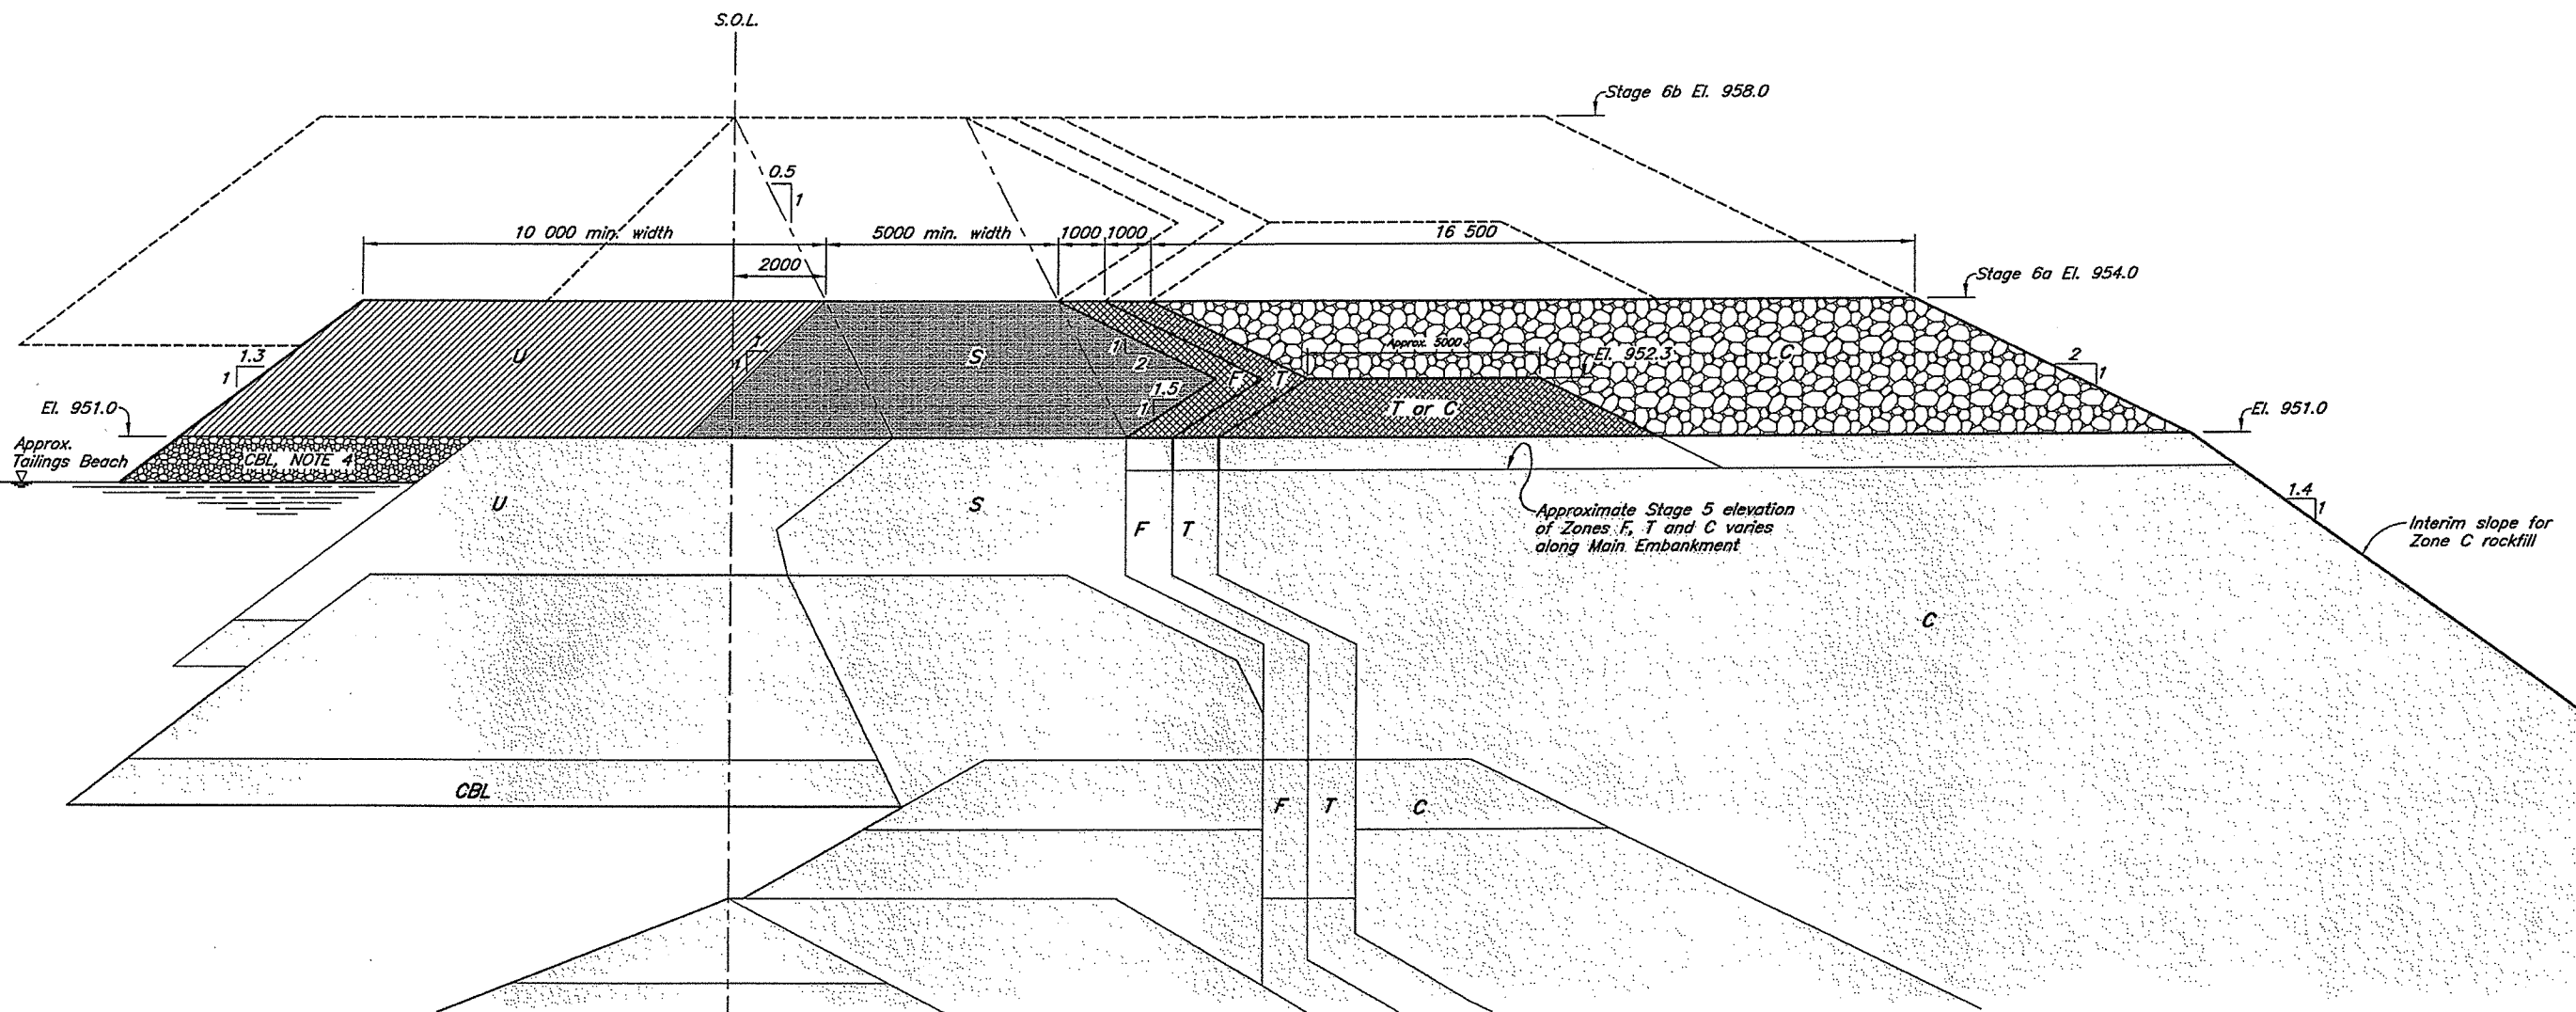 S.O.L.
Stage 6b El. 958.0
0.5
1
10 000 min. width
5000 min. width
1000
1000
16 500
2000
Stage 6a El. 954.0
1.3
1
U
1
1
S
1
2
1.5
1
F
T
Approx. 5000
El. 952.3
C
2
1
T or C
El. 951.0
El. 951.0
Approx.
Tailings Beach
CBL, NOTE 4
U
S
F
T
Approximate Stage 5 elevation
of Zones F, T and C varies
along Main Embankment
1.4
1
Interim slope for
Zone C rockfill
C
CBL
F
T
C